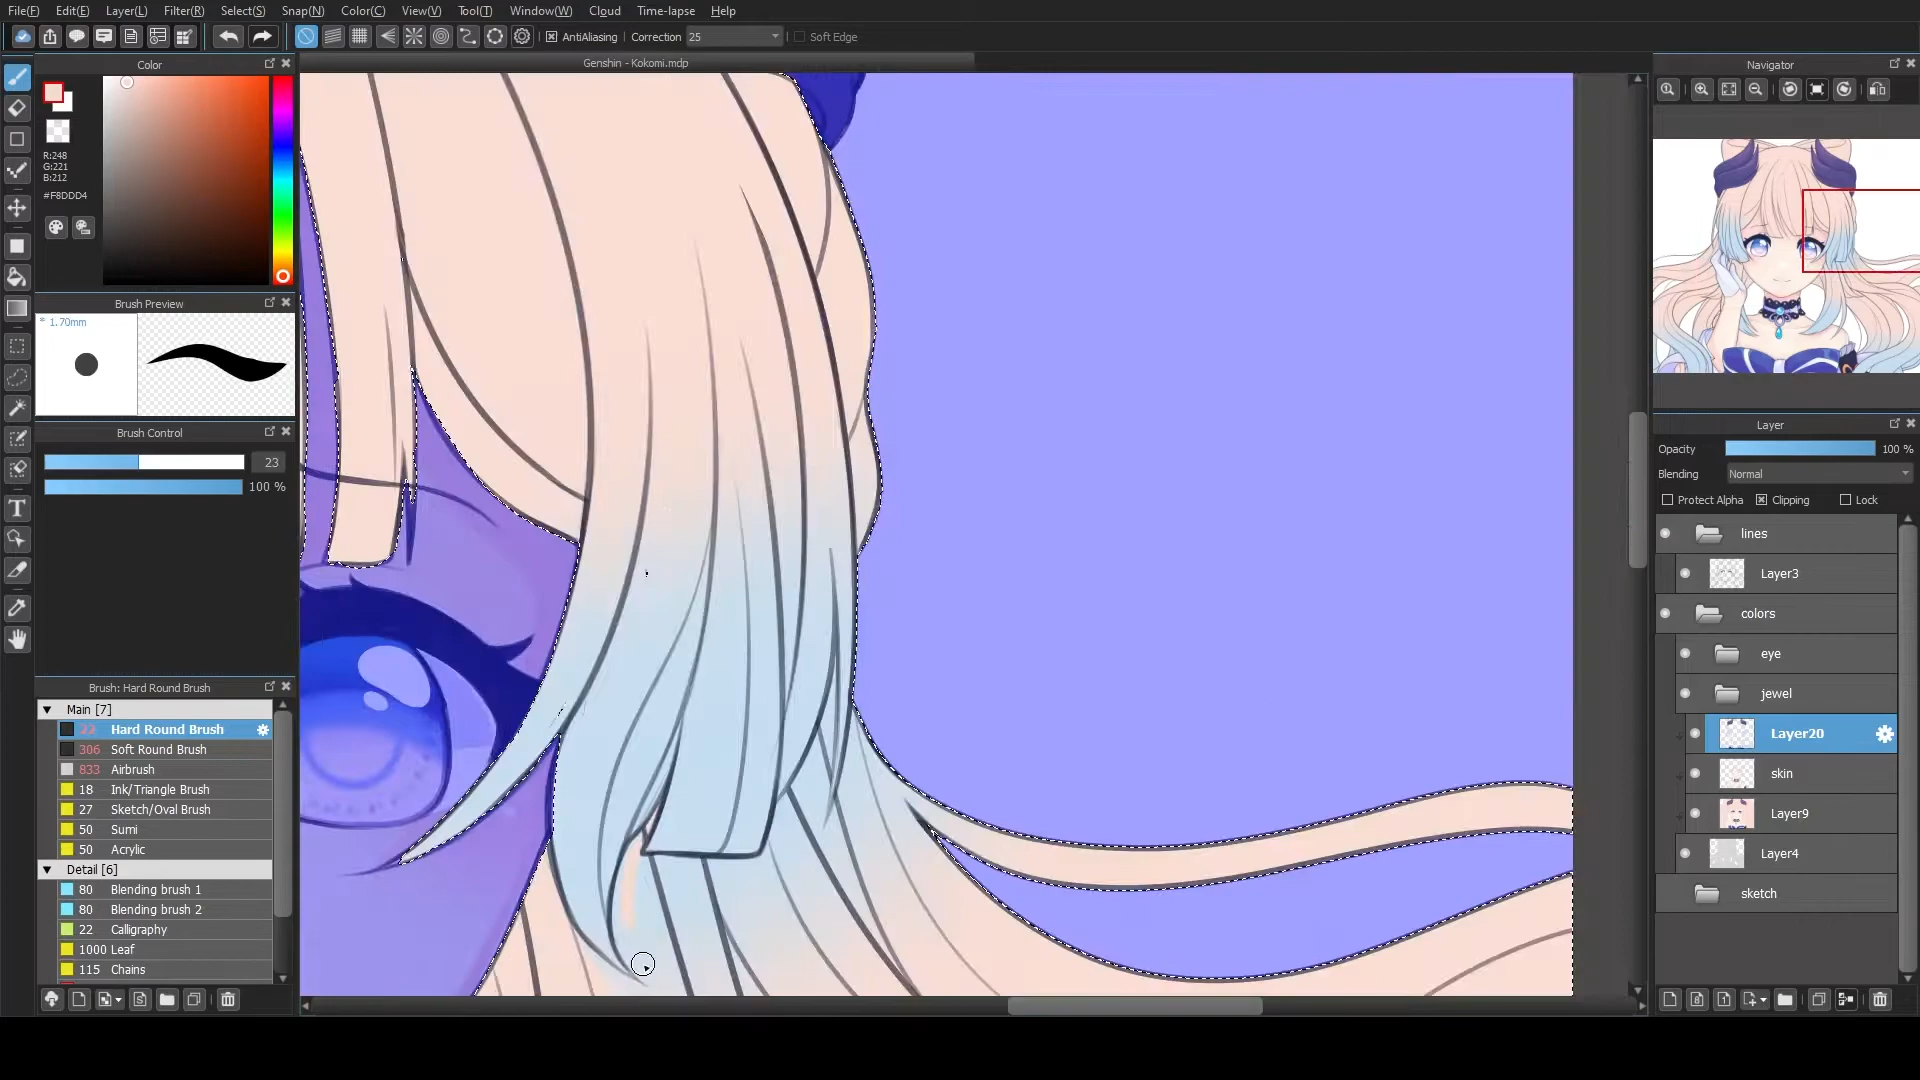 File(F) Edit(E) Layer(L) Filter(R) Select(S) Snap(N) Color(C) View(V) Tool(T) Window(W) Cloud Time-lapse Help
AntiAliasing Correction 25 Soft Edge
Color
Genshin - Kokomi.mdp
Navigator
R:248
G:221
B:212
#F8DDD4
Brush Preview
* 1.70mm
Layer
Brush Control
Opacity 100 %
23
Blending Normal
100 %
Protect Alpha Clipping Lock
lines
Layer3
colors
eye
jewel
Layer20
skin
Layer9
Layer4
sketch
Brush: Hard Round Brush
Main [7]
Hard Round Brush
306 Soft Round Brush
833 Airbrush
18 Ink/Triangle Brush
27 Sketch/Oval Brush
50 Sumi
50 Acrylic
Detail [6]
80 Blending brush 1
80 Blending brush 2
22 Calligraphy
1000 Leaf
115 Chains